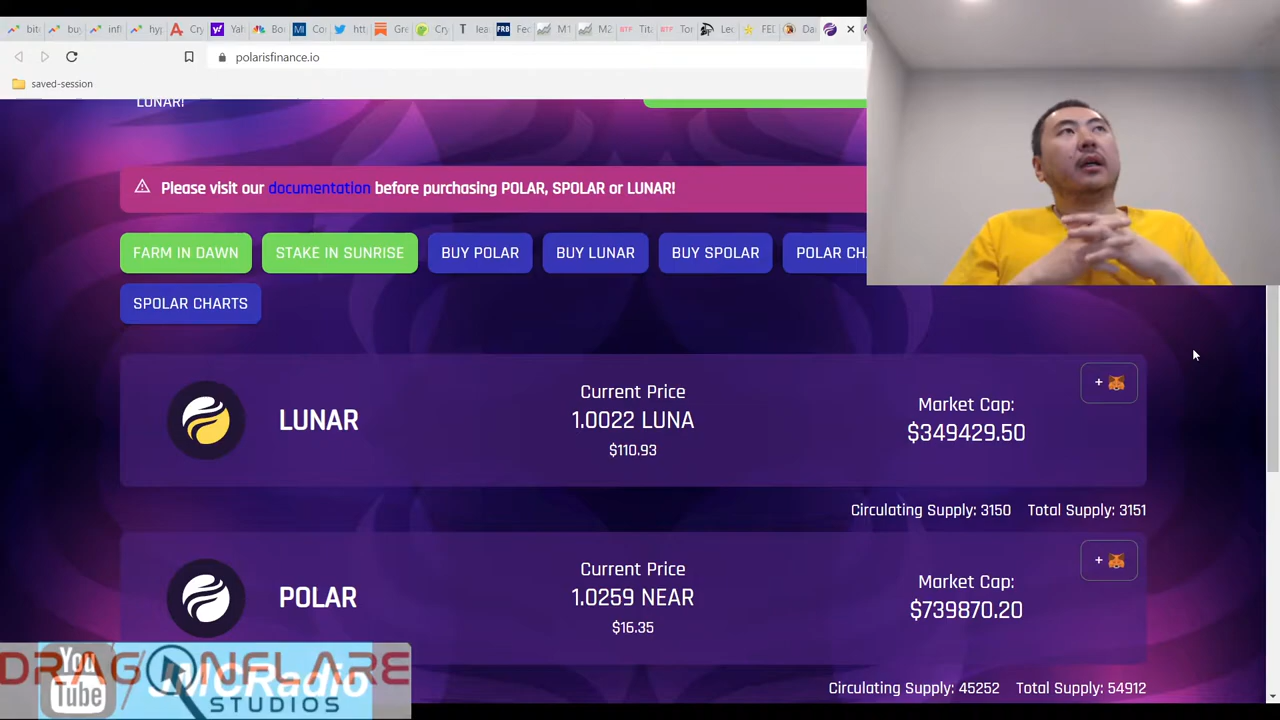 polarisfinance.io
saved-session
LUNAR!
Please visit our documentation before purchasing POLAR, SPOLAR or LUNAR!
FARM IN DAWN
STAKE IN SUNRISE
BUY POLAR
BUY LUNAR
BUY SPOLAR
POLAR CH
SPOLAR CHARTS
LUNAR
Current Price
1.0022 LUNA
$110.93
Market Cap:
$349429.50
+
Circulating Supply: 3150 Total Supply: 3151
POLAR
Current Price
1.0259 NEAR
$16.35
Market Cap:
$739870.20
+
Circulating Supply: 45252 Total Supply: 54912
DRAGONFLARE
STUDIOS
You
Tube